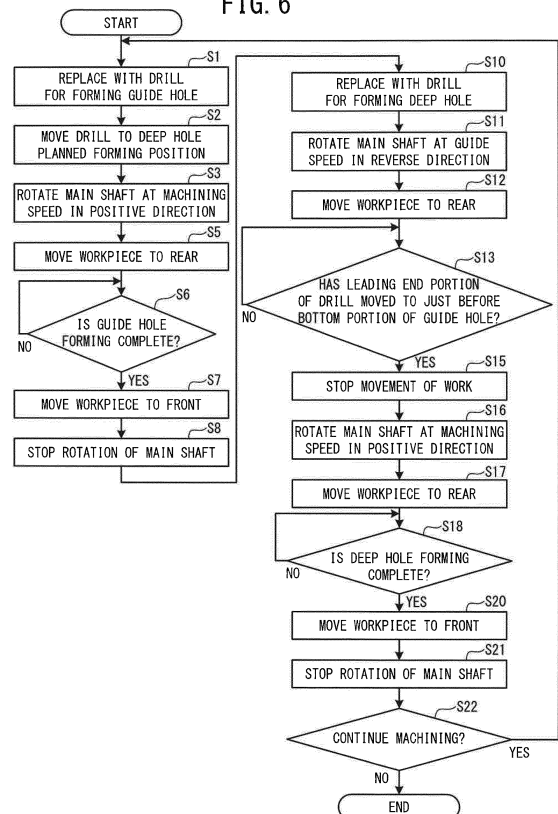 FIG. 6
START
S1
REPLACE WITH DRILL
FOR FORMING GUIDE HOLE
S2
MOVE DRILL TO DEEP HOLE
PLANNED FORMING POSITION
S3
ROTATE MAIN SHAFT AT MACHINING
SPEED IN POSITIVE DIRECTION
S5
MOVE WORKPIECE TO REAR
S6
IS GUIDE HOLE
FORMING COMPLETE?
NO
YES
S7
MOVE WORKPIECE TO FRONT
S8
STOP ROTATION OF MAIN SHAFT
S10
REPLACE WITH DRILL
FOR FORMING DEEP HOLE
S11
ROTATE MAIN SHAFT AT GUIDE
SPEED IN REVERSE DIRECTION
S12
MOVE WORKPIECE TO REAR
S13
HAS LEADING END PORTION
OF DRILL MOVED TO JUST BEFORE
BOTTOM PORTION OF GUIDE HOLE?
NO
YES
S15
STOP MOVEMENT OF WORK
S16
ROTATE MAIN SHAFT AT MACHINING
SPEED IN POSITIVE DIRECTION
S17
MOVE WORKPIECE TO REAR
S18
IS DEEP HOLE FORMING
COMPLETE?
NO
YES
S20
MOVE WORKPIECE TO FRONT
S21
STOP ROTATION OF MAIN SHAFT
S22
CONTINUE MACHINING?
YES
NO
END